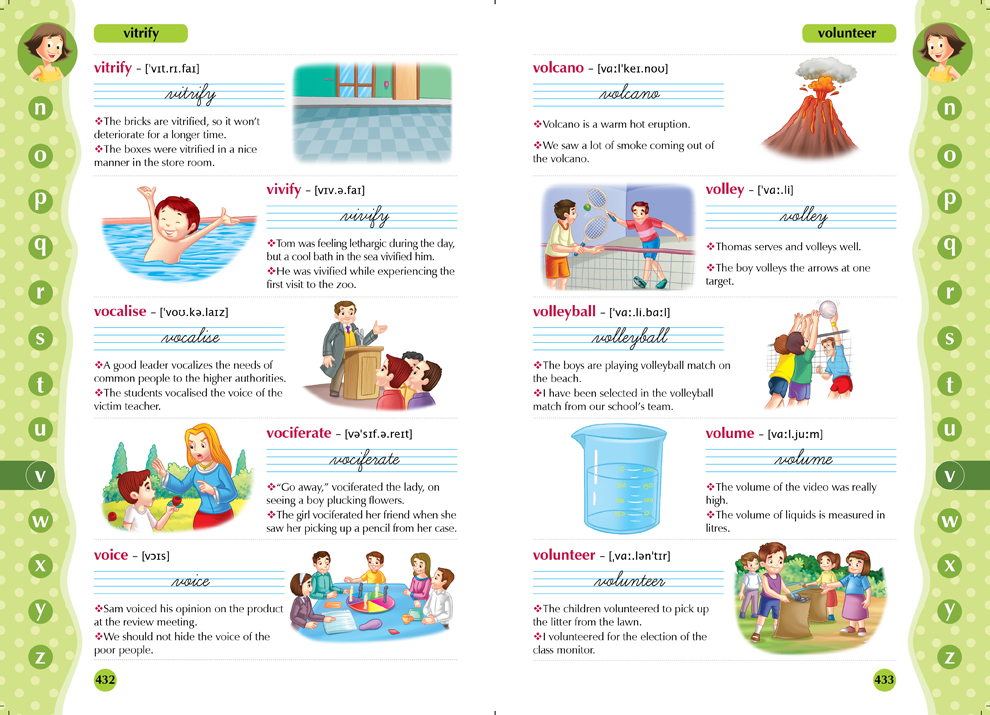 vitrify
n
o
p
q
r
s
t
u
v
w
x
y
z
vitrify – [ˈvɪt.rɪ.faɪ]
vitrify
❖The bricks are vitrified, so it won't
deteriorate for a longer time.
❖The boxes were vitrified in a nice
manner in the store room.
vivify – [vɪv.ə.faɪ]
vivify
❖Tom was feeling lethargic during the day,
but a cool bath in the sea vivified him.
❖He was vivified while experiencing the
first visit to the zoo.
vocalise – [ˈvoʊ.kə.laɪz]
vocalise
❖A good leader vocalizes the needs of
common people to the higher authorities.
❖The students vocalised the voice of the
victim teacher.
vociferate – [vəˈsɪf.ə.reɪt]
vociferate
❖“Go away,” vociferated the lady, on
seeing a boy plucking flowers.
❖The girl vociferated her friend when she
saw her picking up a pencil from her case.
voice – [vɔɪs]
voice
❖Sam voiced his opinion on the product
at the review meeting.
❖We should not hide the voice of the
poor people.
432
volunteer
volcano – [vaːlˈkeɪ.noʊ]
volcano
❖Volcano is a warm hot eruption.
❖We saw a lot of smoke coming out of
the volcano.
volley – [ˈvaː.li]
volley
❖Thomas serves and volleys well.
❖The boy volleys the arrows at one
target.
volleyball – [ˈvaː.li.baːl]
volleyball
❖The boys are playing volleyball match on
the beach.
❖I have been selected in the volleyball
match from our school's team.
volume – [vaːl.juːm]
volume
❖The volume of the video was really
high.
❖The volume of liquids is measured in
litres.
volunteer – [ˌvaː.lənˈtɪr]
volunteer
❖The children volunteered to pick up
the litter from the lawn.
❖I volunteered for the election of the
class monitor.
433
n
o
p
q
r
s
t
u
v
w
x
y
z